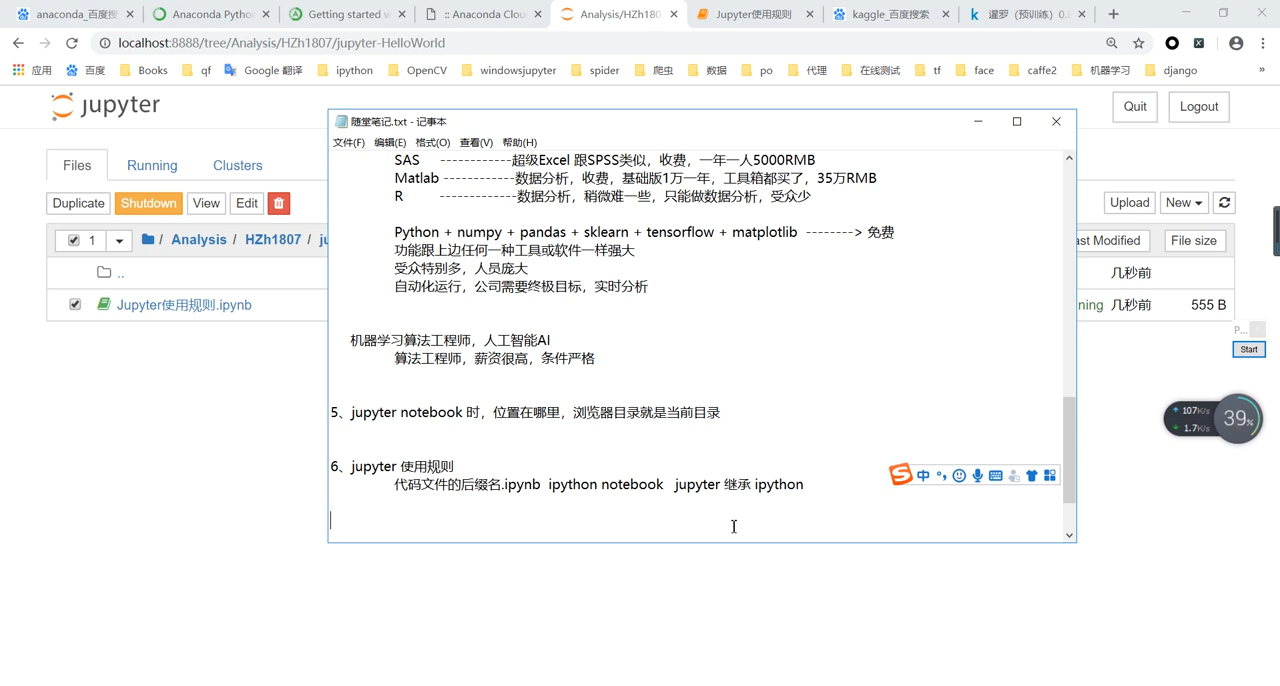 anaconda_百度搜
Anaconda Pytho
Getting started w
:: Anaconda Clou
Analysis/HZh180
Jupyter使用规则
kaggle_百度搜索
暹罗（预训练）0.8
localhost:8888/tree/Analysis/HZh1807/jupyter-HelloWorld
应用 百度 Books qf Google 翻译 ipython OpenCV windowsjupyter spider 爬虫 数据 po 代理 在线测试 tf face caffe2 机器学习 django »
jupyter
Quit Logout
Files Running Clusters
Duplicate Shutdown View Edit
Upload New
1 / Analysis / HZh1807 / ju
ast Modified File size
..
几秒前
Jupyter使用规则.ipynb
ning 几秒前 555 B
随堂笔记.txt - 记事本
文件(F) 编辑(E) 格式(O) 查看(V) 帮助(H)
SAS ------------超级Excel 跟SPSS类似，收费，一年一人5000RMB
Matlab ------------数据分析，收费，基础版1万一年，工具箱都买了，35万RMB
R -------------数据分析，稍微难一些，只能做数据分析，受众少
Python + numpy + pandas + sklearn + tensorflow + matplotlib --------> 免费
功能跟上边任何一种工具或软件一样强大
受众特别多，人员庞大
自动化运行，公司需要终极目标，实时分析
机器学习算法工程师，人工智能AI
算法工程师，薪资很高，条件严格
5、jupyter notebook 时，位置在哪里，浏览器目录就是当前目录
6、jupyter 使用规则
代码文件的后缀名.ipynb ipython notebook jupyter 继承 ipython
中
P...
Start
107K/s
1.7K/s
39%